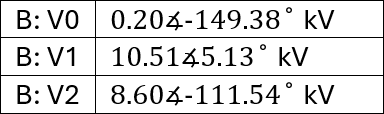 B: V0 0.20∡-149.38° kV
B: V1 10.51∡5.13° kV
B: V2 8.60∡-111.54° kV